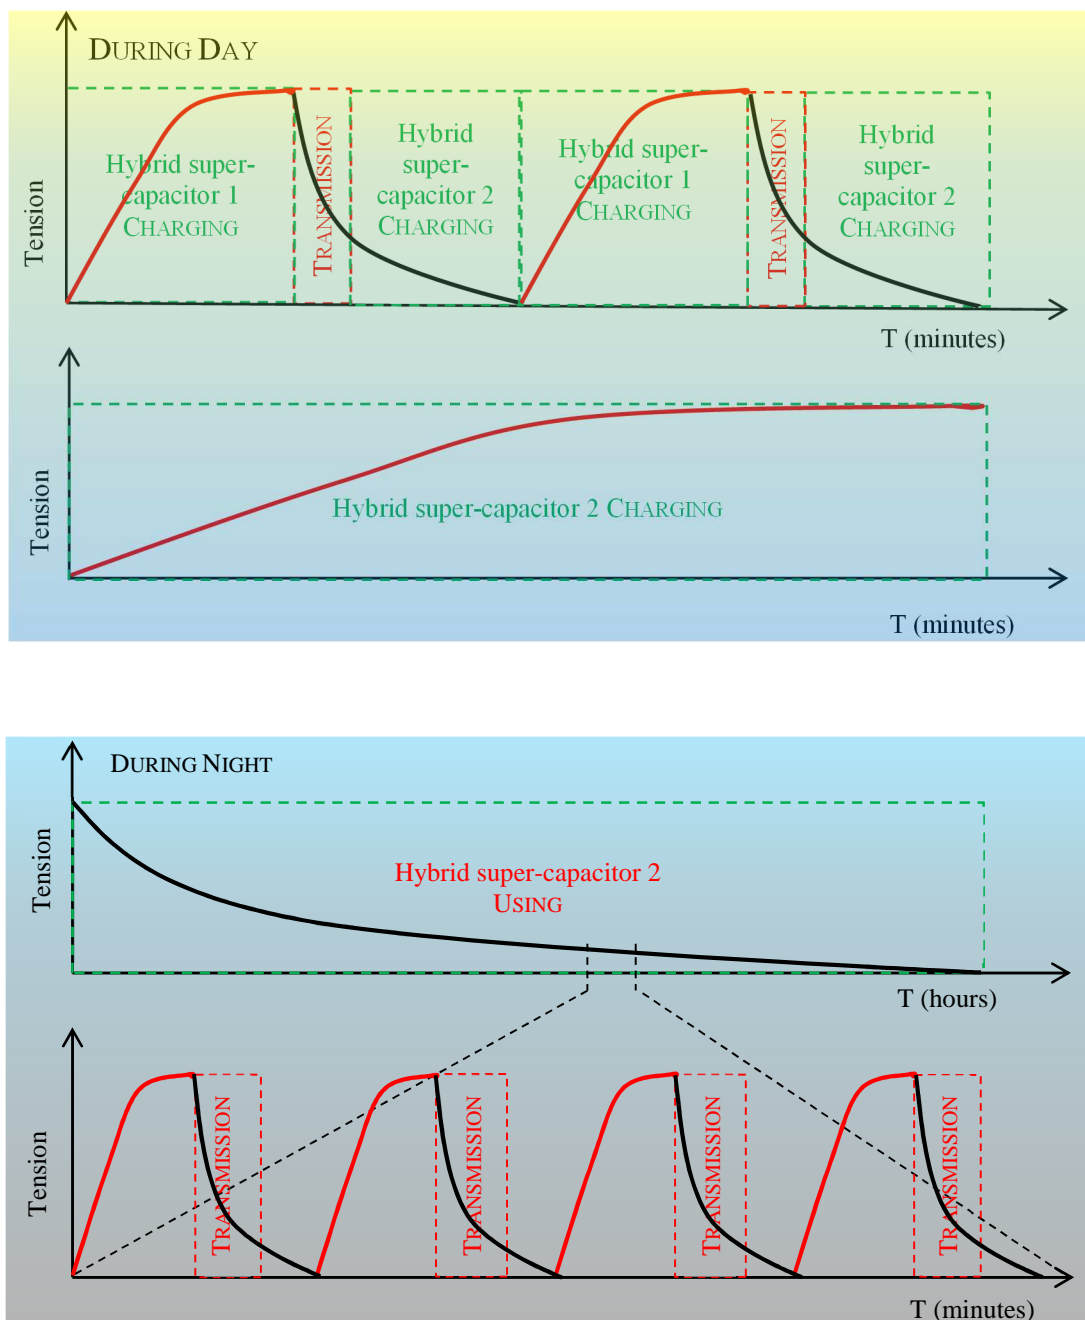 DURING DAY
Tension
Hybrid super-
capacitor 1
CHARGING
TRANSMISSION
Hybrid
super-
capacitor 2
CHARGING
Hybrid super-
capacitor 1
CHARGING
TRANSMISSION
Hybrid
super-
capacitor 2
CHARGING
T (minutes)
Tension
Hybrid super-capacitor 2 CHARGING
T (minutes)
DURING NIGHT
Tension
Hybrid super-capacitor 2
USING
T (hours)
Tension
TRANSMISSION
TRANSMISSION
TRANSMISSION
TRANSMISSION
T (minutes)